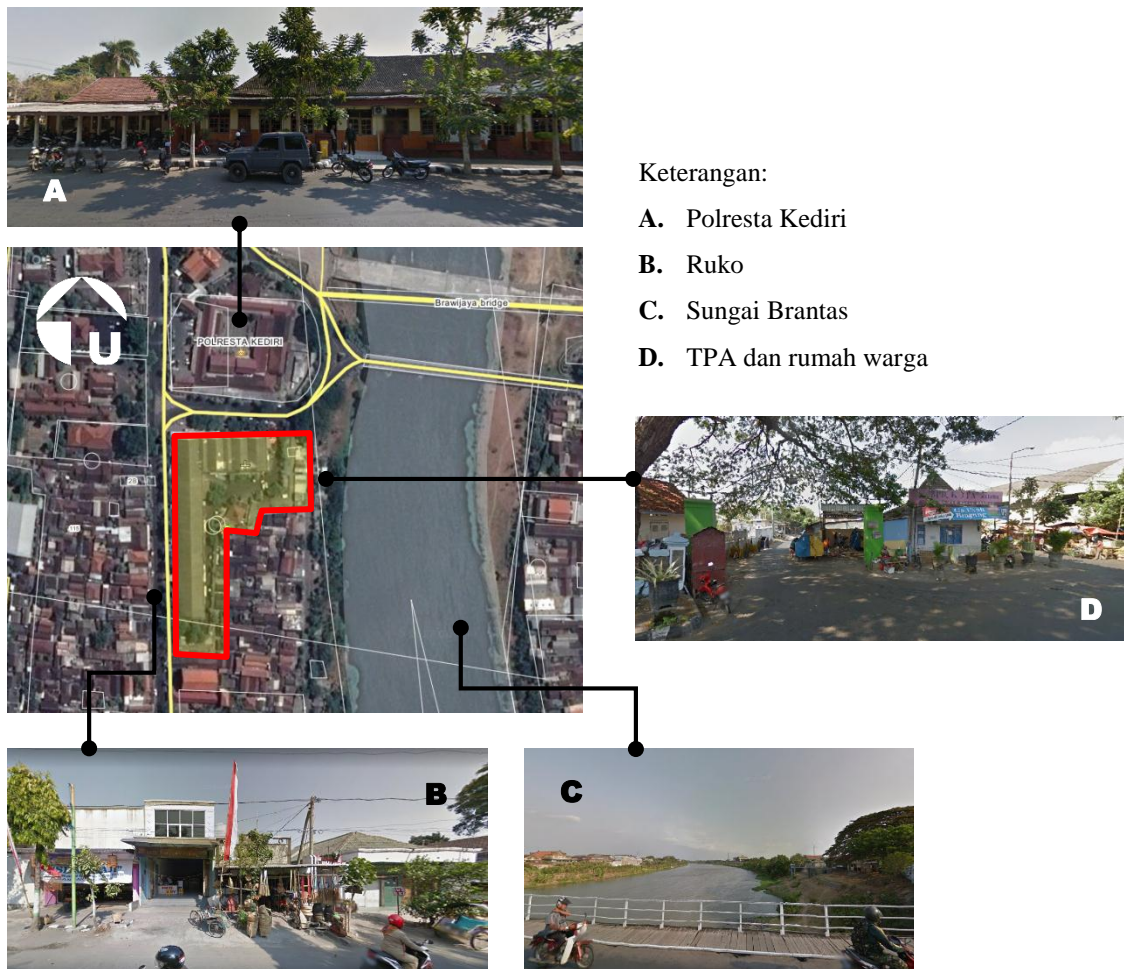 A
Keterangan:
A. Polresta Kediri
B. Ruko
C. Sungai Brantas
D. TPA dan rumah warga
U
Brawijaya bridge
POLRESTA KEDIRI
D
B
C